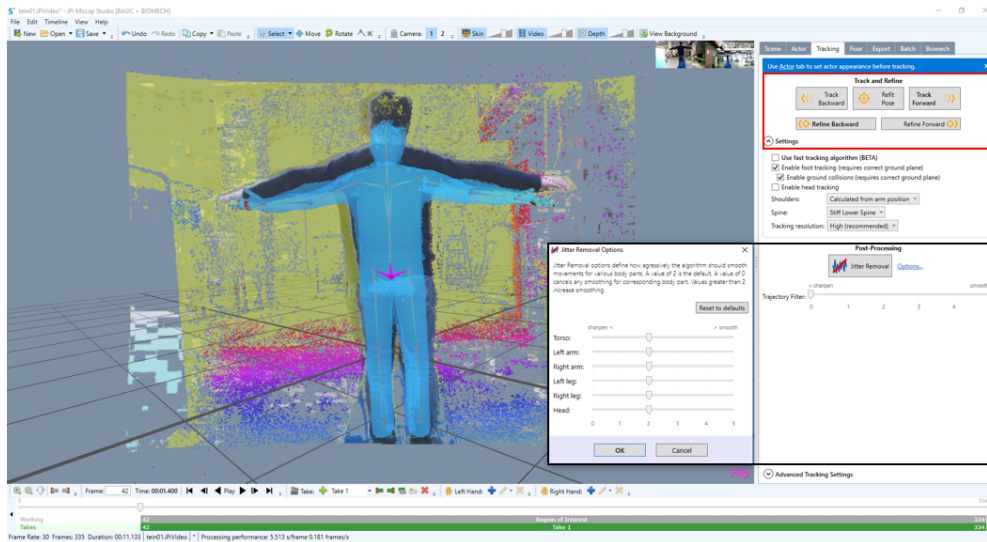 tein01.iPiVideo* - iPi Mocap Studio [BASIC + BIOMECH]
File Edit Timeline View Help
New Open Save Undo Redo Copy Paste Select Move Rotate IK Camera: 1 2 Skin Video Depth View Background
Scene Actor Tracking Pose Export Batch Biomech
Use Actor tab to set actor appearance before tracking.
Track and Refine
Track Backward
Refit Pose
Track Forward
Refine Backward Refine Forward
Settings
Use fast tracking algorithm (BETA)
Enable foot tracking (requires correct ground plane)
Enable ground collisions (requires correct ground plane)
Enable head tracking
Shoulders: Calculated from arm position
Spine: Stiff Lower Spine
Tracking resolution: High (recommended)
Post-Processing
Jitter Removal Options...
< sharpen smooth
Trajectory Filter:
0 1 2 3 4
Jitter Removal Options
Jitter Removal options define how agressively the algorithm should smooth
movements for various body parts. A value of 2 is the default. A value of 0
cancels any smoothing for corresponding body part. Values greater than 2
increase smoothing.
Reset to defaults
sharpen < > smooth
Torso:
Left arm:
Right arm:
Left leg:
Right leg:
Head:
0 1 2 3 4 5
OK Cancel
Hip
Advanced Tracking Settings
Frame: 42 Time: 00:01.400 Play Take: Take 1 Left Hand: Right Hand:
0 334
Working 42 Region of Interest 334
Takes 42 Take 1 334
Frame Rate: 30 Frames: 335 Duration: 00:11.133 tein01.iPiVideo * Processing performance: 5.513 s/frame 0.181 frames/s